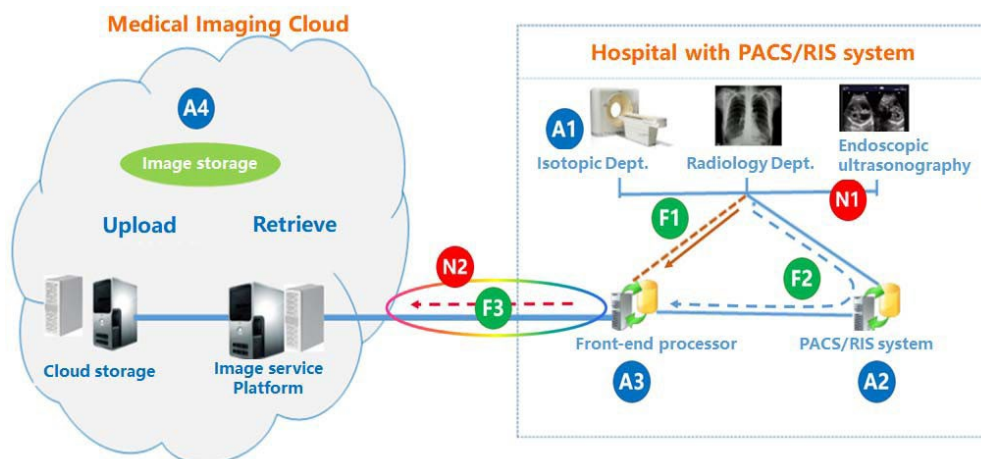 Medical Imaging Cloud
A4
Image storage
Upload
Retrieve
Cloud storage
Image service
Platform
N2
F3
Hospital with PACS/RIS system
A1
Isotopic Dept.
Radiology Dept.
Endoscopic
ultrasonography
N1
F1
F2
Front-end processor
PACS/RIS system
A3
A2